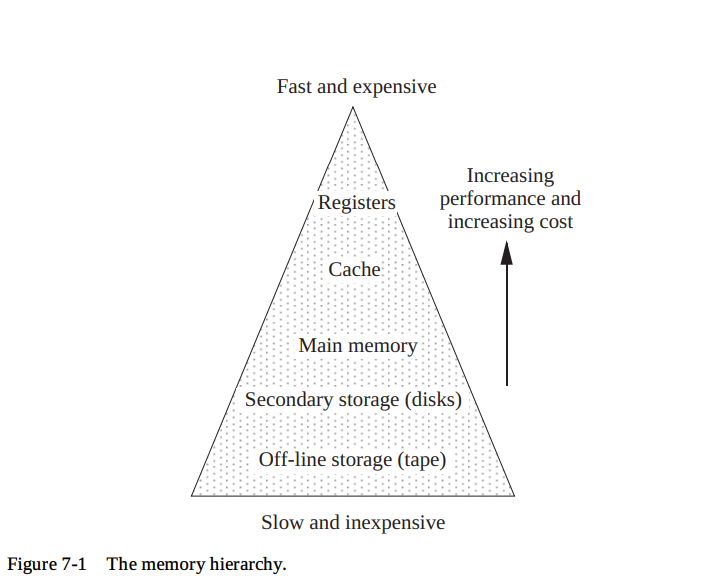 Fast and expensive
Increasing
performance and
increasing cost
Registers
Cache
Main memory
Secondary storage (disks)
Off-line storage (tape)
Slow and inexpensive
Figure 7-1 The memory hierarchy.